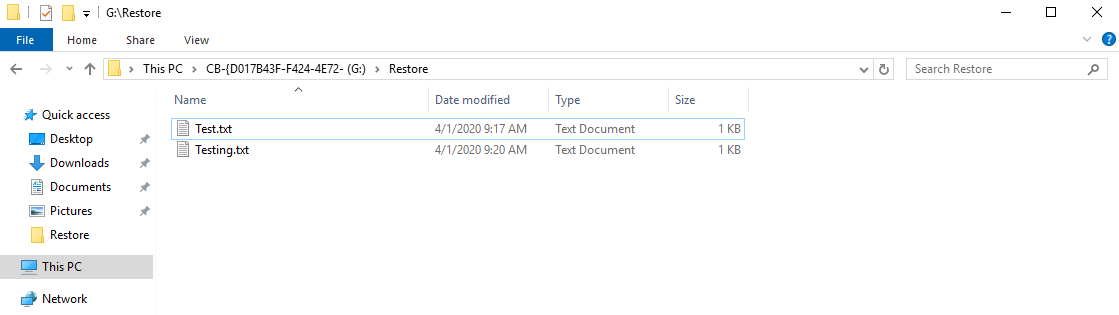 G:\Restore
File Home Share View
This PC CB-{D017B43F-F424-4E72- (G:) Restore Search Restore
Name Date modified Type Size
Quick access
Desktop
Downloads
Documents
Pictures
Restore
This PC
Network
Test.txt 4/1/2020 9:17 AM Text Document 1 KB
Testing.txt 4/1/2020 9:20 AM Text Document 1 KB